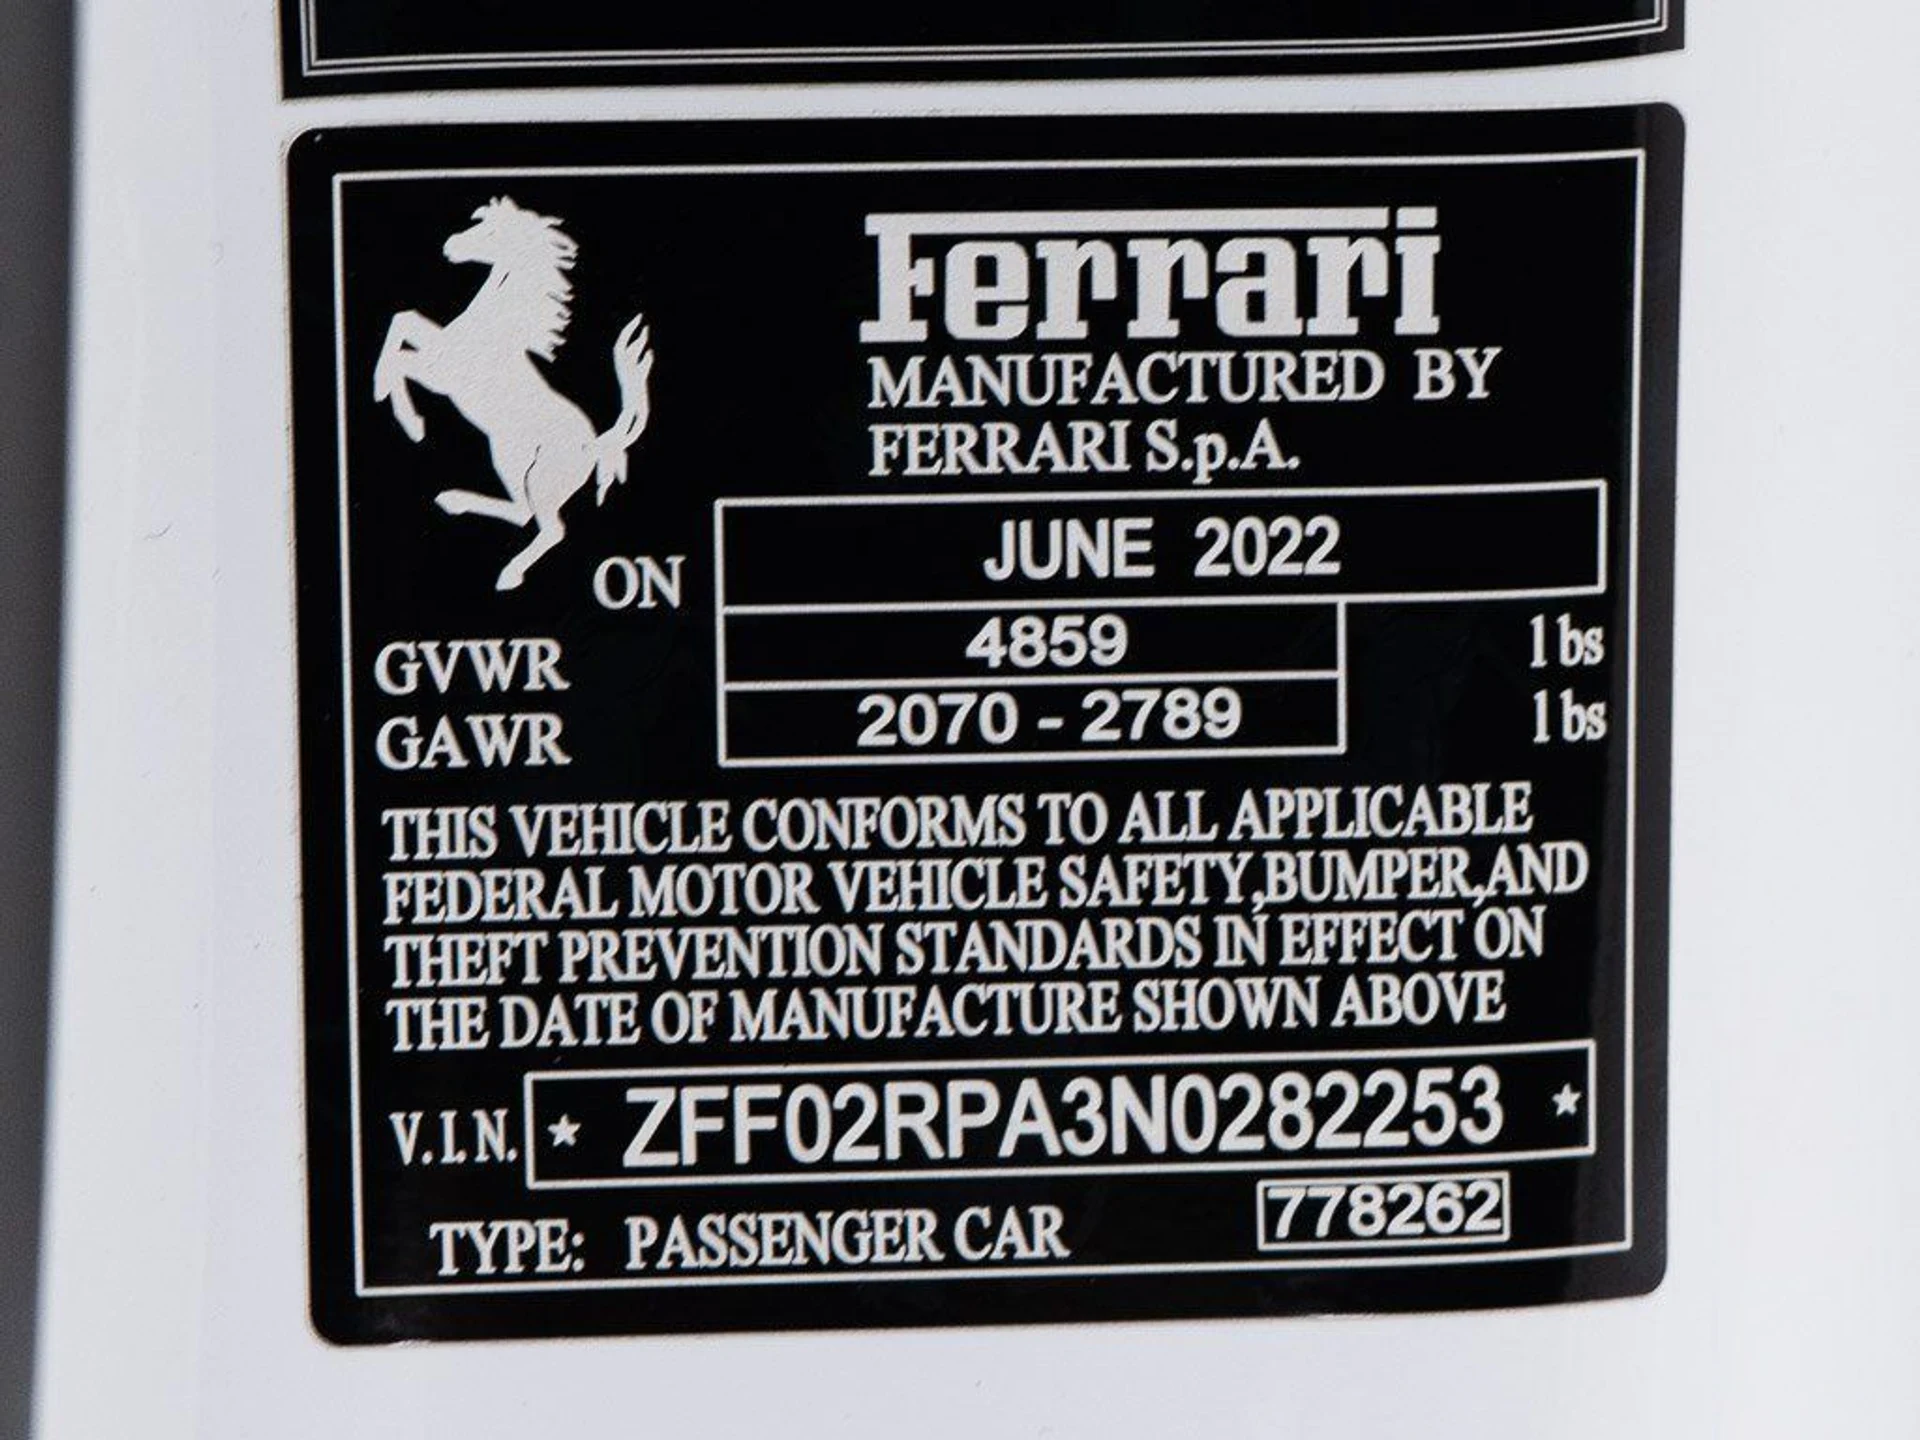 Ferrari
MANUFACTURED BY
FERRARI S.p.A.
ON JUNE 2022
GVWR 4859 lbs
GAWR 2070 - 2789 lbs
THIS VEHICLE CONFORMS TO ALL APPLICABLE
FEDERAL MOTOR VEHICLE SAFETY,BUMPER,AND
THEFT PREVENTION STANDARDS IN EFFECT ON
THE DATE OF MANUFACTURE SHOWN ABOVE
V.I.N. ★ ZFF02RPA3N0282253 ★
TYPE: PASSENGER CAR 778262